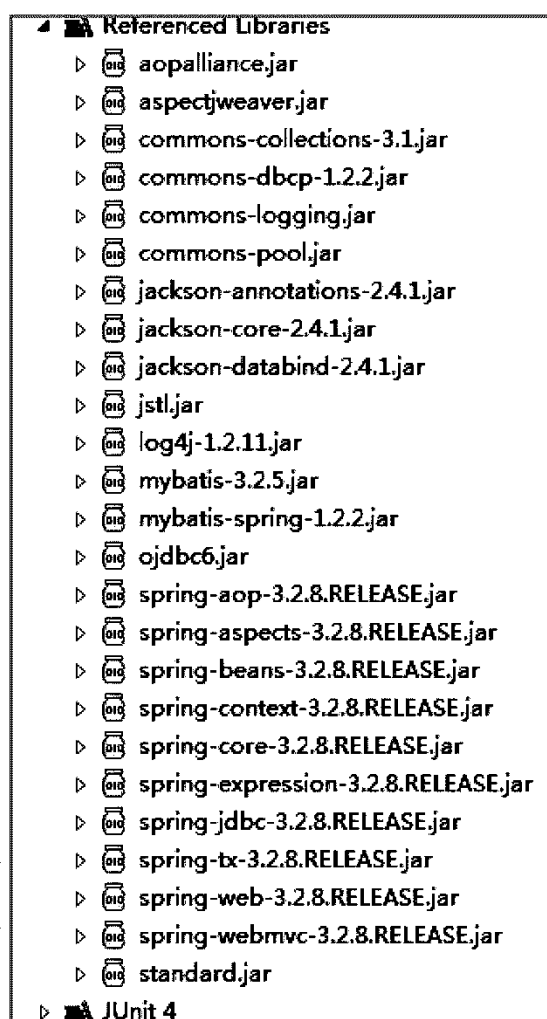 Referenced Libraries
aopalliance.jar
aspectjweaver.jar
commons-collections-3.1.jar
commons-dbcp-1.2.2.jar
commons-logging.jar
commons-pool.jar
jackson-annotations-2.4.1.jar
jackson-core-2.4.1.jar
jackson-databind-2.4.1.jar
jstl.jar
log4j-1.2.11.jar
mybatis-3.2.5.jar
mybatis-spring-1.2.2.jar
ojdbc6.jar
spring-aop-3.2.8.RELEASE.jar
spring-aspects-3.2.8.RELEASE.jar
spring-beans-3.2.8.RELEASE.jar
spring-context-3.2.8.RELEASE.jar
spring-core-3.2.8.RELEASE.jar
spring-expression-3.2.8.RELEASE.jar
spring-jdbc-3.2.8.RELEASE.jar
spring-tx-3.2.8.RELEASE.jar
spring-web-3.2.8.RELEASE.jar
spring-webmvc-3.2.8.RELEASE.jar
standard.jar
JUnit 4